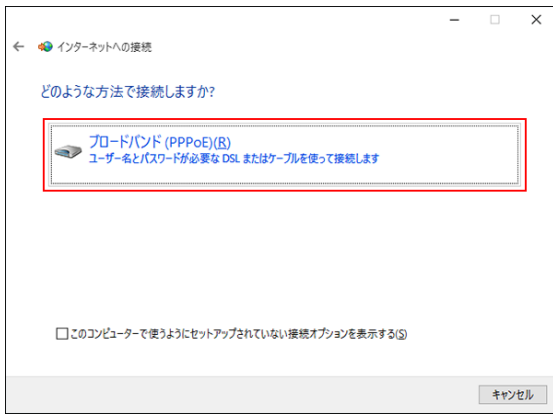 インターネットへの接続
どのような方法で接続しますか?
ブロードバンド (PPPoE)(R)
ユーザー名とパスワードが必要な DSL またはケーブルを使って接続します
このコンピューターで使うようにセットアップされていない接続オプションを表示する(S)
キャンセル